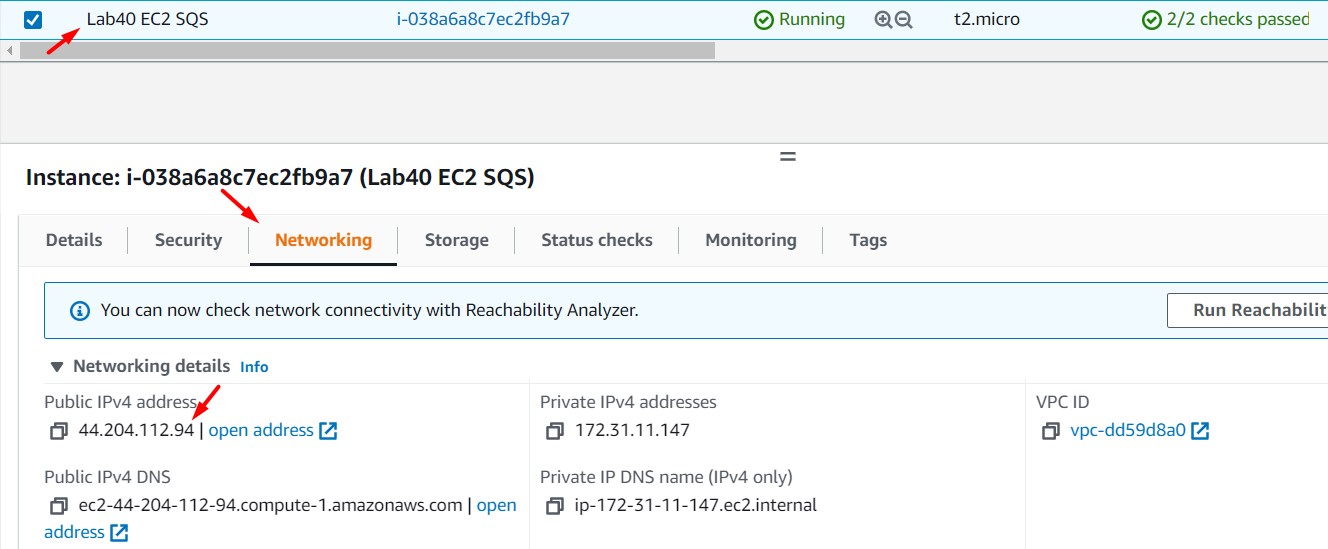 Lab40 EC2 SQS i-038a6a8c7ec2fb9a7 Running t2.micro 2/2 checks passed
Instance: i-038a6a8c7ec2fb9a7 (Lab40 EC2 SQS)
Details Security Networking Storage Status checks Monitoring Tags
You can now check network connectivity with Reachability Analyzer. Run Reachabilit
Networking details Info
Public IPv4 address Private IPv4 addresses VPC ID
44.204.112.94 | open address 172.31.11.147 vpc-dd59d8a0
Public IPv4 DNS Private IP DNS name (IPv4 only)
ec2-44-204-112-94.compute-1.amazonaws.com | open ip-172-31-11-147.ec2.internal
address